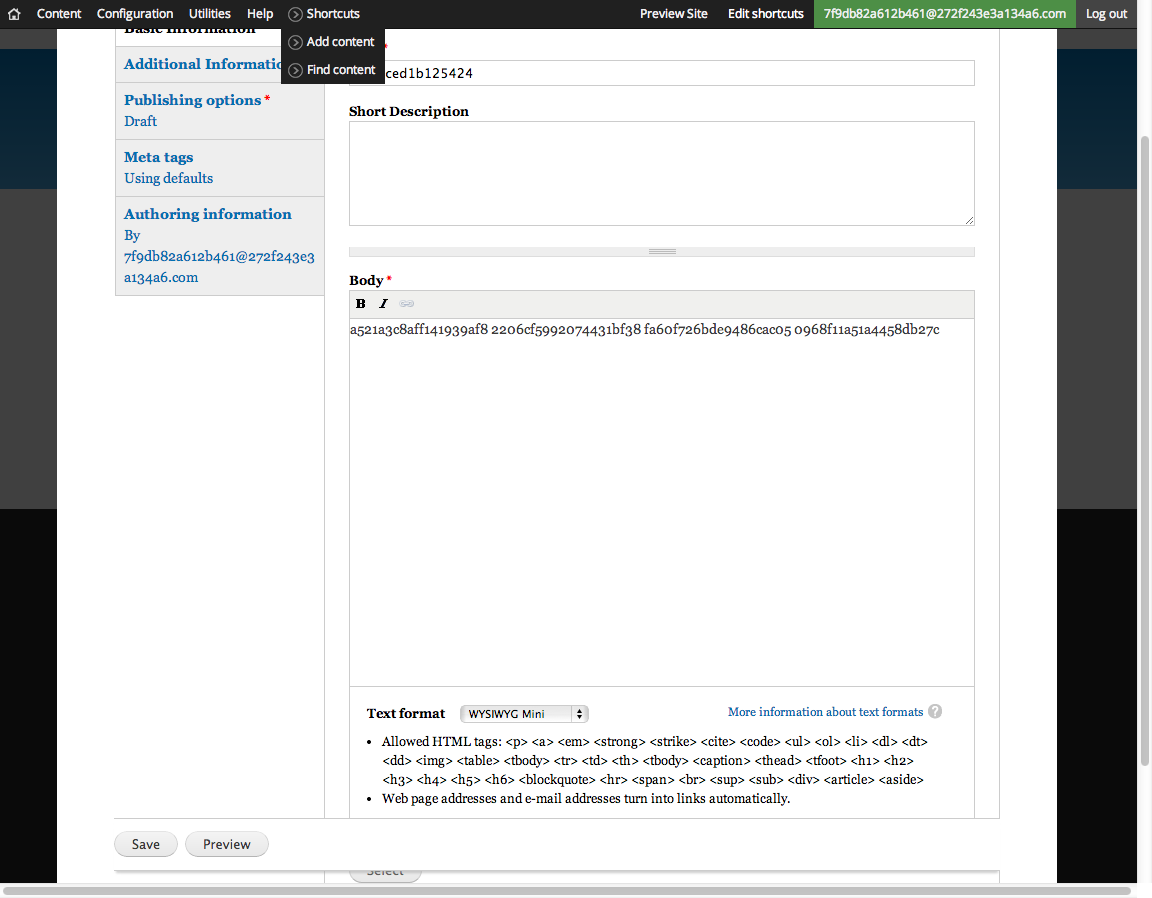 Content Configuration Utilities Help Shortcuts Preview Site Edit shortcuts 7f9db82a612b461@272f243e3a134a6.com Log out
Add content
Find content
Basic Information
Additional Informatio
Publishing options *
Draft
Meta tags
Using defaults
Authoring information
By
7f9db82a612b461@272f243e3
a134a6.com
*
ced1b125424
Short Description
Body *
B I
a521a3c8aff141939af8 2206cf5992074431bf38 fa60f726bde9486cac05 0968f11a51a4458db27c
Text format WYSIWYG Mini More information about text formats ?
• Allowed HTML tags: <p> <a> <em> <strong> <strike> <cite> <code> <ul> <ol> <li> <dl> <dt>
<dd> <img> <table> <tbody> <tr> <td> <th> <tbody> <caption> <thead> <tfoot> <h1> <h2>
<h3> <h4> <h5> <h6> <blockquote> <hr> <span> <br> <sup> <sub> <div> <article> <aside>
• Web page addresses and e-mail addresses turn into links automatically.
Save Preview
Select